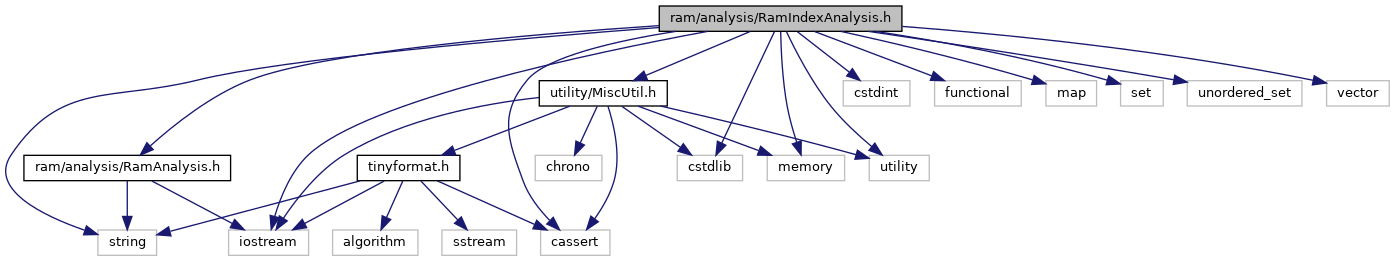 ram/analysis/RamIndexAnalysis.h
utility/MiscUtil.h
cstdint
functional
map
set
unordered_set
vector
ram/analysis/RamAnalysis.h
tinyformat.h
chrono
cstdlib
memory
utility
string
iostream
algorithm
sstream
cassert